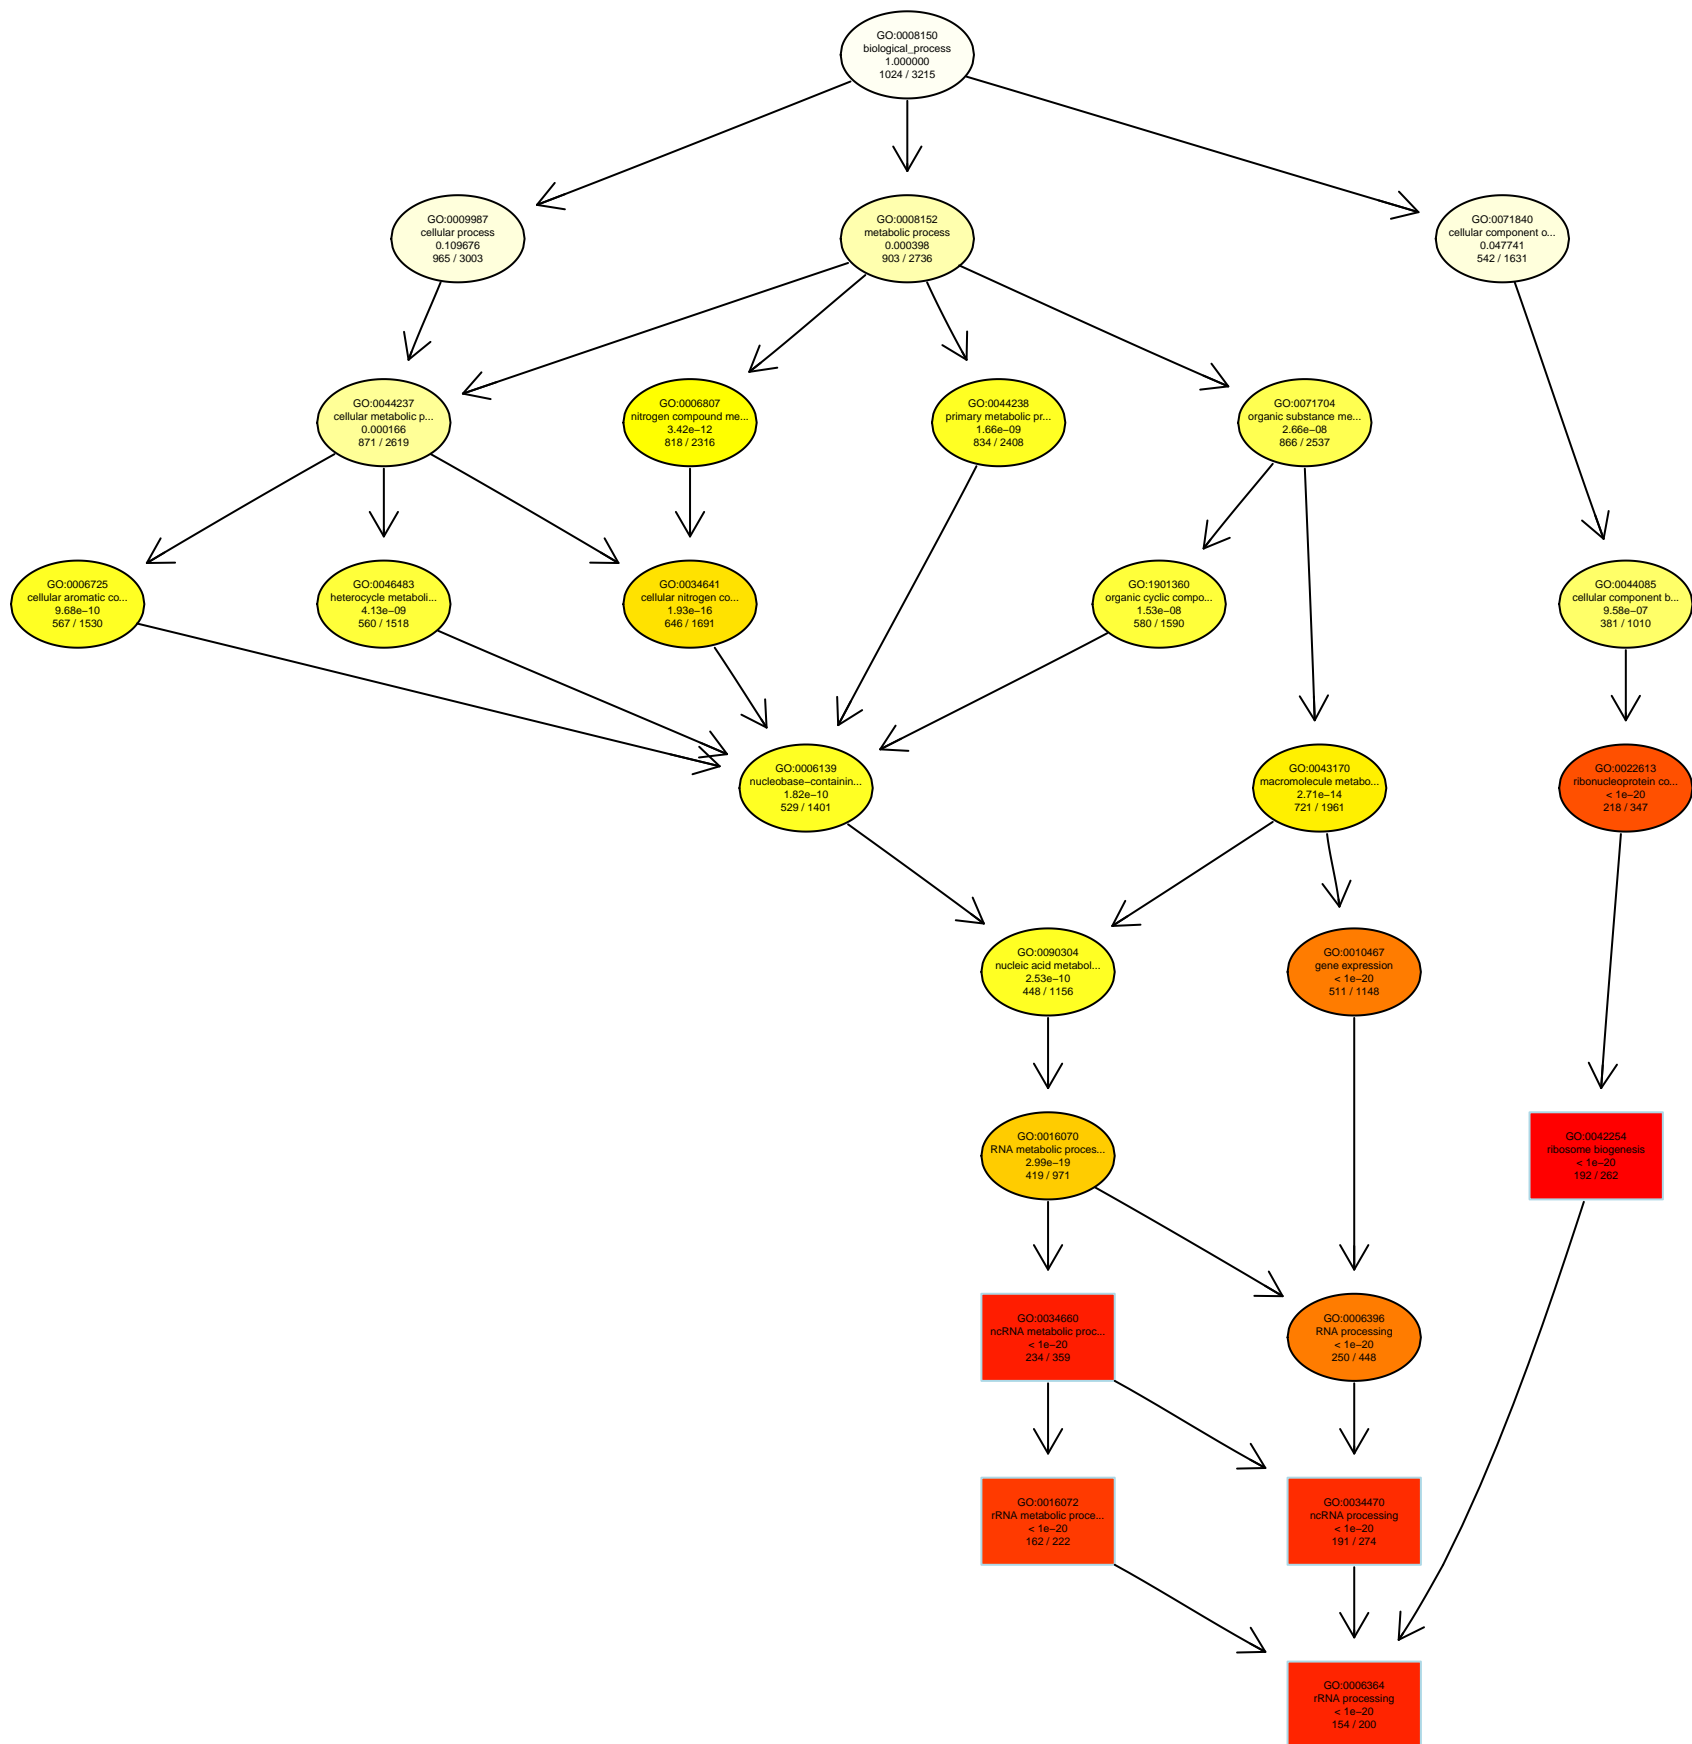 GO:0008150
biological_process
1.000000
1024 / 3215
GO:0009987
cellular process
0.109676
965 / 3003
GO:0008152
metabolic process
0.000398
903 / 2736
GO:0071840
cellular component o...
0.047741
542 / 1631
GO:0044237
cellular metabolic p...
0.000166
871 / 2619
GO:0006807
nitrogen compound me...
3.42e−12
818 / 2316
GO:0044238
primary metabolic pr...
1.66e−09
834 / 2408
GO:0071704
organic substance me...
2.66e−08
866 / 2537
GO:0006725
cellular aromatic co...
9.68e−10
567 / 1530
GO:0046483
heterocycle metaboli...
4.13e−09
560 / 1518
GO:0034641
cellular nitrogen co...
1.93e−16
646 / 1691
GO:1901360
organic cyclic compo...
1.53e−08
580 / 1590
GO:0044085
cellular component b...
9.58e−07
381 / 1010
GO:0006139
nucleobase−containin...
1.82e−10
529 / 1401
GO:0043170
macromolecule metabo...
2.71e−14
721 / 1961
GO:0022613
ribonucleoprotein co...
< 1e−20
218 / 347
GO:0090304
nucleic acid metabol...
2.53e−10
448 / 1156
GO:0010467
gene expression
< 1e−20
511 / 1148
GO:0016070
RNA metabolic proces...
2.99e−19
419 / 971
GO:0042254
ribosome biogenesis
< 1e−20
192 / 262
GO:0034660
ncRNA metabolic proc...
< 1e−20
234 / 359
GO:0006396
RNA processing
< 1e−20
250 / 448
GO:0016072
rRNA metabolic proce...
< 1e−20
162 / 222
GO:0034470
ncRNA processing
< 1e−20
191 / 274
GO:0006364
rRNA processing
< 1e−20
154 / 200